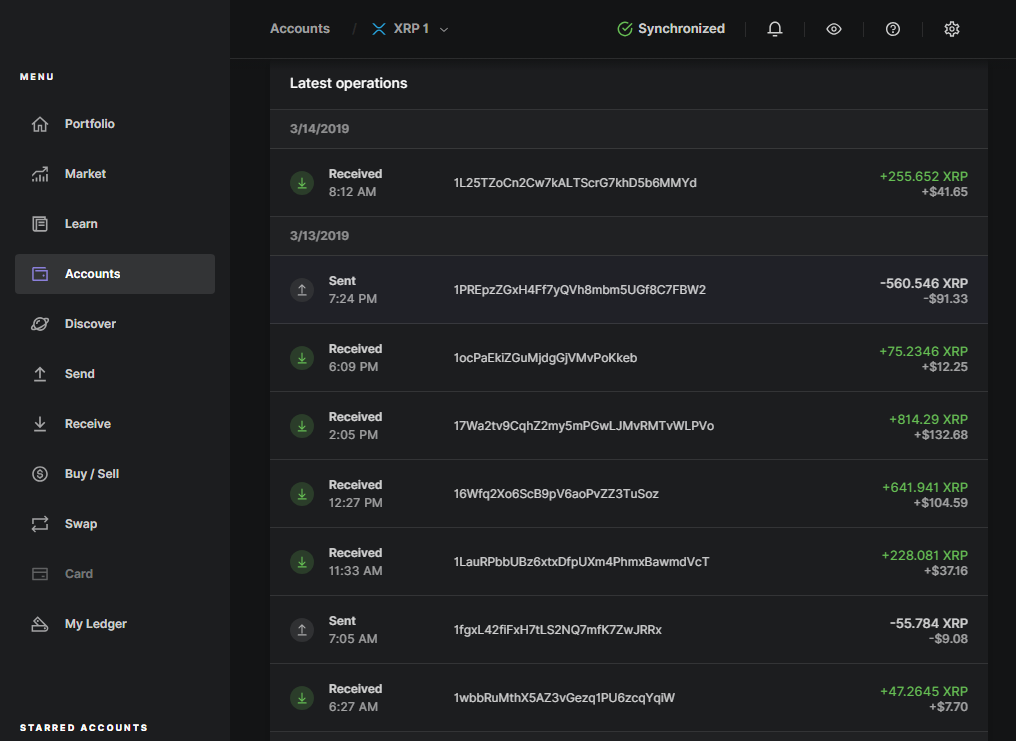 Accounts / XRP 1 Synchronized
MENU
Portfolio
Market
Learn
Accounts
Discover
Send
Receive
Buy / Sell
Swap
Card
My Ledger
STARRED ACCOUNTS
Latest operations
3/14/2019
Received 1L25TZoCn2Cw7kALTScrG7khD5b6MMYd +255.652 XRP
8:12 AM +$41.65
3/13/2019
Sent 1PREpzZGxH4Ff7yQVh8mbm5UGf8C7FBW2 -560.546 XRP
7:24 PM -$91.33
Received 1ocPaEkiZGuMjdgGjVMvPoKkeb +75.2346 XRP
6:09 PM +$12.25
Received 17Wa2tv9CqhZ2my5mPGwLJMvRMTvWLPVo +814.29 XRP
2:05 PM +$132.68
Received 16Wfq2Xo6ScB9pV6aoPvZZ3TuSoz +641.941 XRP
12:27 PM +$104.59
Received 1LauRPbbUBz6xtxDfpUXm4PhmxBawmdVcT +228.081 XRP
11:33 AM +$37.16
Sent 1fgxL42fiFxH7tLS2NQ7mfK7ZwJRRx -55.784 XRP
7:05 AM -$9.08
Received 1wbbRuMthX5AZ3vGezq1PU6zcqYqiW +47.2645 XRP
6:27 AM +$7.70